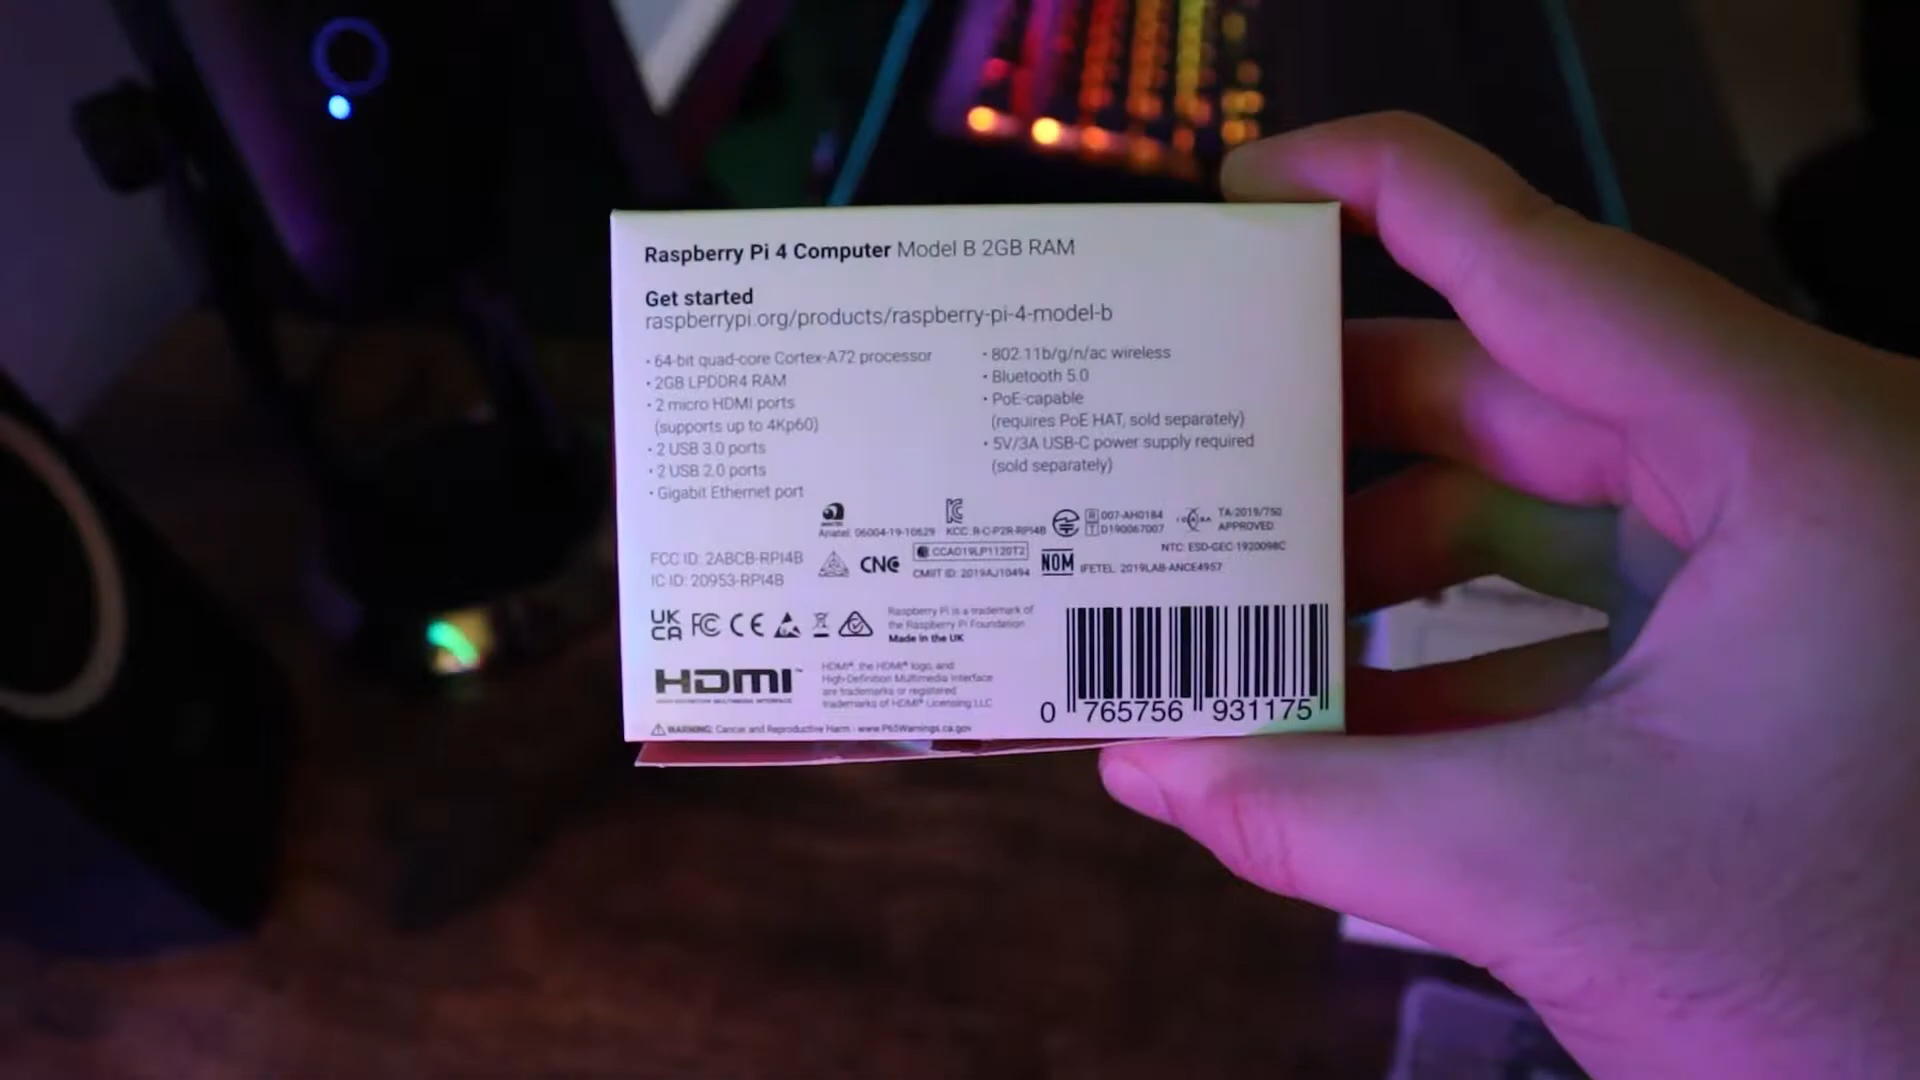 Raspberry Pi 4 Computer Model B 2GB RAM
Get started
raspberrypi.org/products/raspberry-pi-4-model-b
· 64-bit quad-core Cortex-A72 processor
· 2GB LPDDR4 RAM
· 2 micro HDMI ports
(supports up to 4Kp60)
· 2 USB 3.0 ports
· 2 USB 2.0 ports
· Gigabit Ethernet port
· 802.11b/g/n/ac wireless
· Bluetooth 5.0
· PoE-capable
(requires PoE HAT, sold separately)
· 5V/3A USB-C power supply required
(sold separately)
Anatel: 06004-19-10629
KCC: R-C-P2R-RPI4B
R 007-AH0184
T D190067007
TA-2019/750
APPROVED
FCC ID: 2ABCB-RPI4B
IC ID: 20953-RPI4B
CNC
CCAO19LP1120T2
CMIIT ID: 2019AJ10494
NOM
NTC: ESD-GEC-1920098C
IFETEL: 2019LAB-ANCE4957
UK
CA
FC CE
Raspberry Pi is a trademark of
the Raspberry Pi Foundation
Made in the UK
HDMI™
HIGH-DEFINITION MULTIMEDIA INTERFACE
HDMI®, the HDMI® logo, and
High-Definition Multimedia Interface
are trademarks or registered
trademarks of HDMI® Licensing LLC
WARNING: Cancer and Reproductive Harm - www.P65Warnings.ca.gov
0 765756 931175